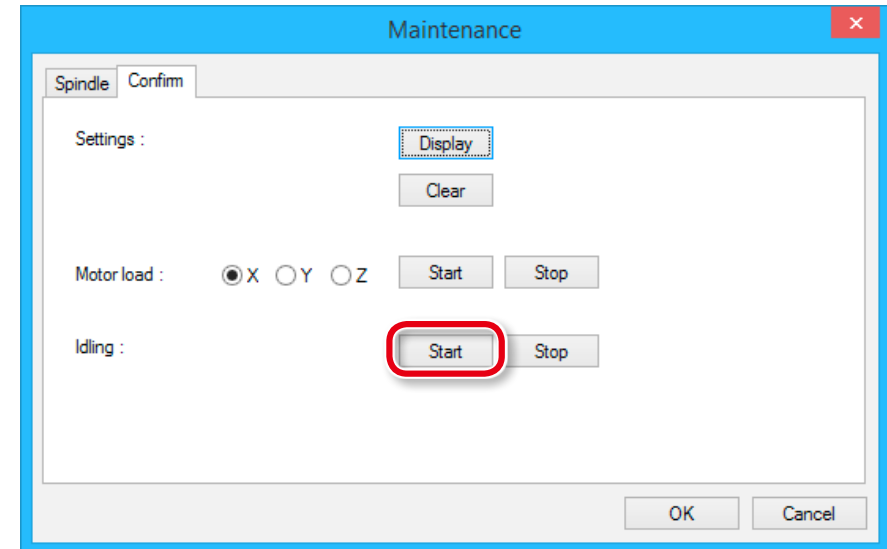 Maintenance
Spindle Confirm
Settings : Display
Clear
Motor load : X Y Z Start Stop
Idling : Start Stop
OK Cancel